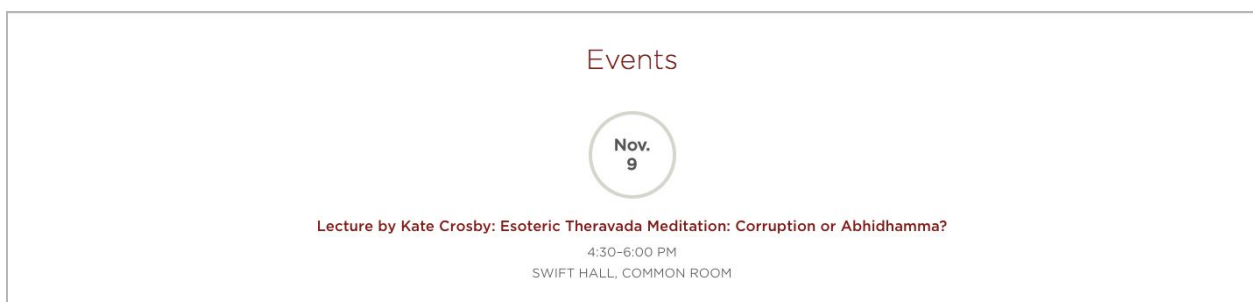 Events
Nov.
9
Lecture by Kate Crosby: Esoteric Theravada Meditation: Corruption or Abhidhamma?
4:30–6:00 PM
SWIFT HALL, COMMON ROOM